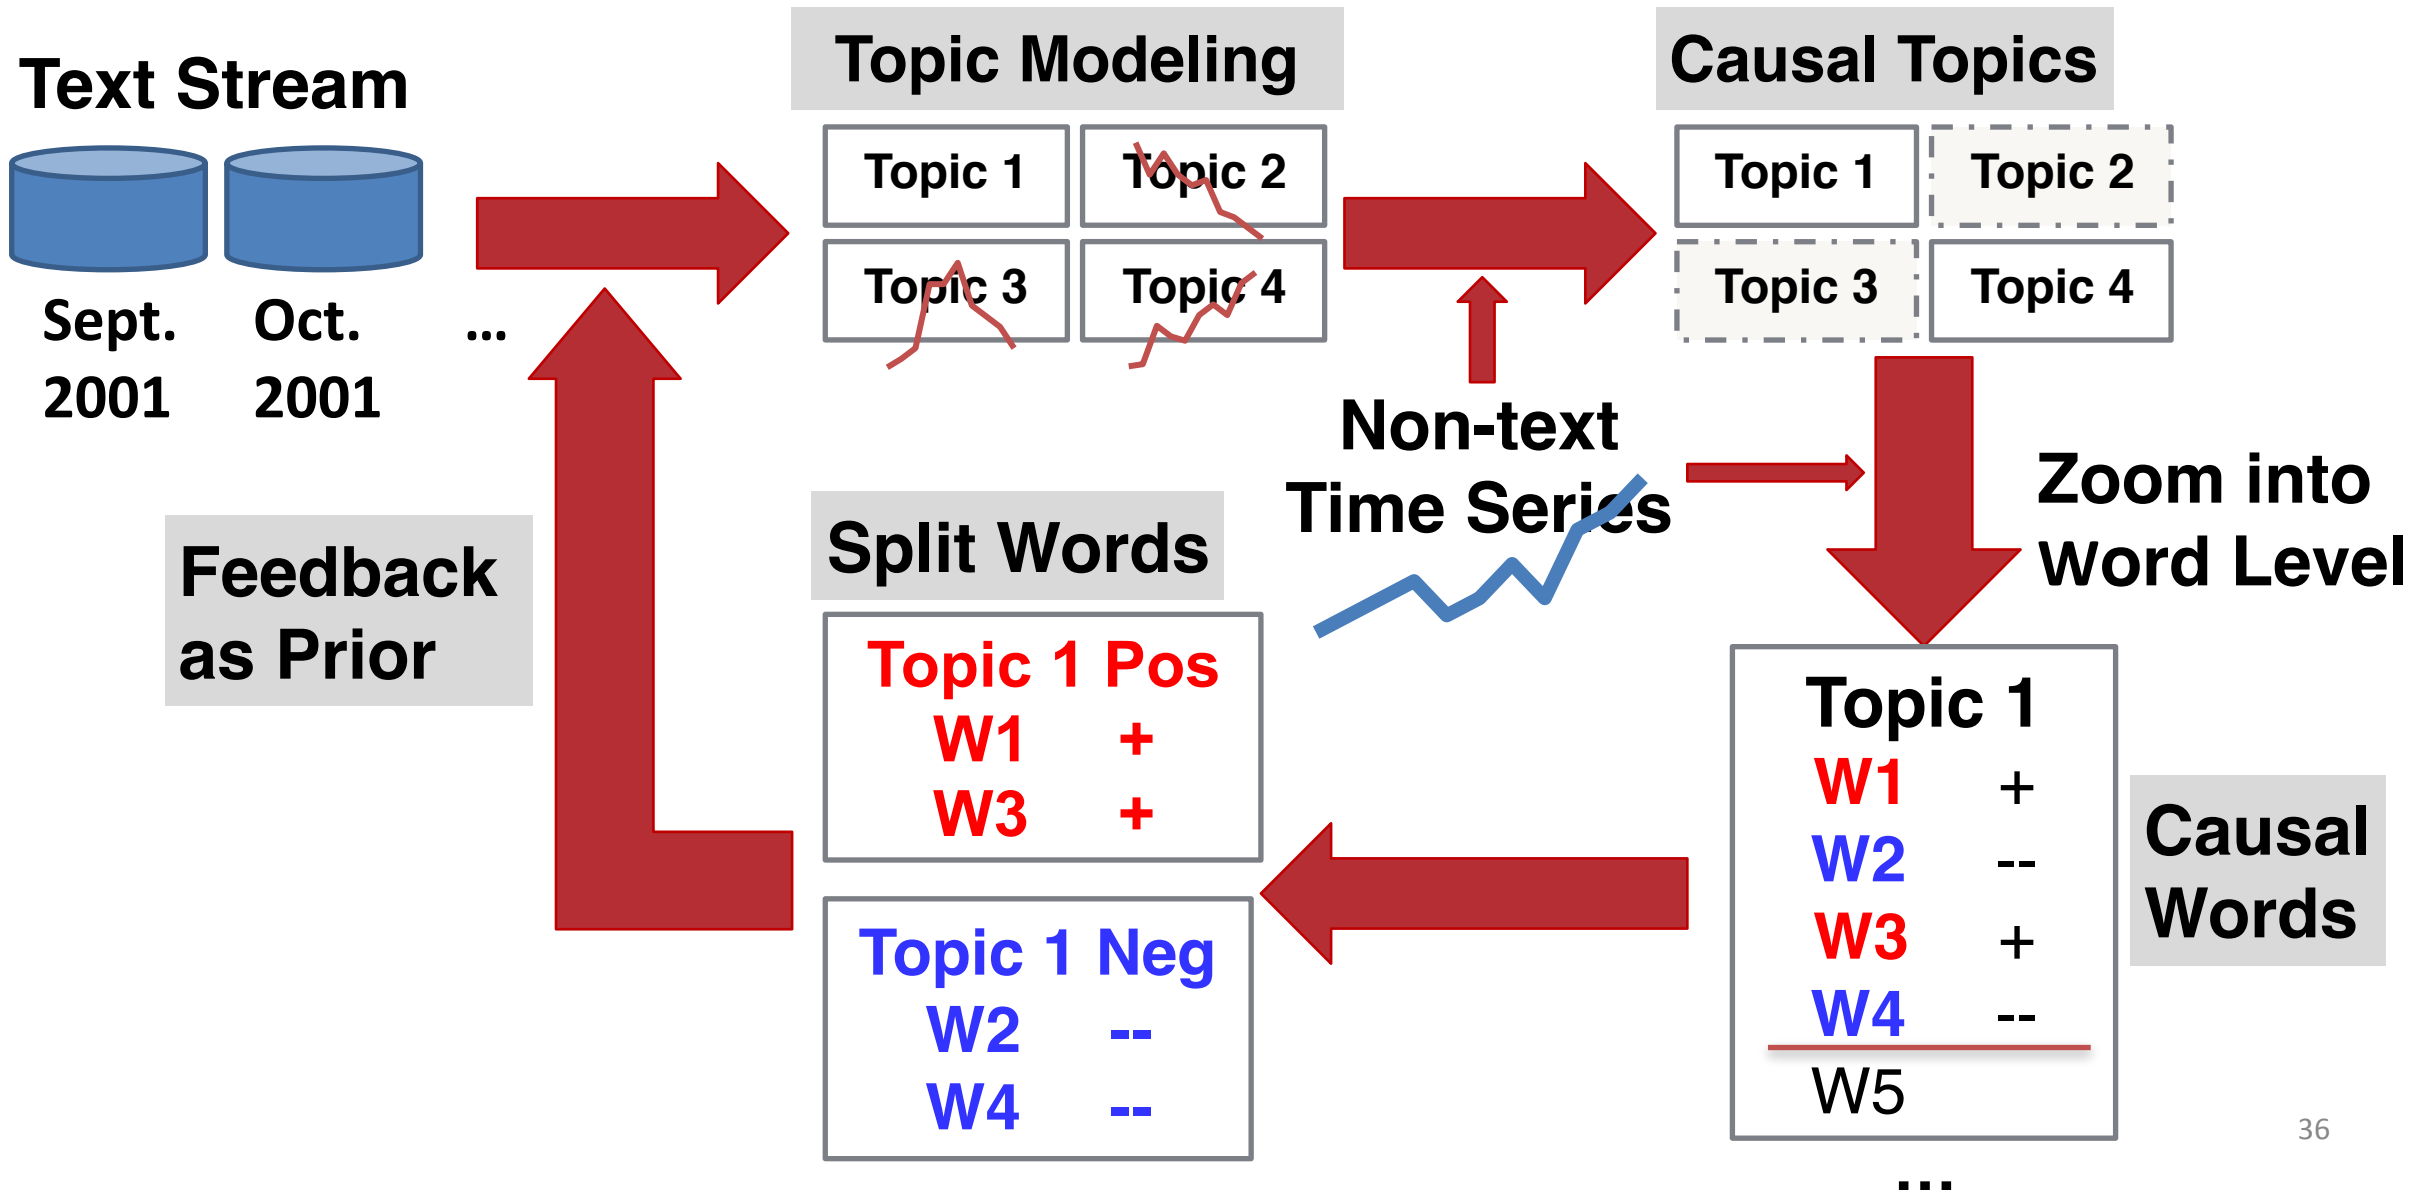 Text Stream
Sept.
2001
Oct.
2001
...
Topic Modeling
Topic 1
Topic 2
Topic 3
Topic 4
Causal Topics
Topic 1
Topic 2
Topic 3
Topic 4
Non-text
Time Series
Zoom into
Word Level
Topic 1
W1 +
W2 --
W3 +
W4 --
W5
...
Causal
Words
Split Words
Topic 1 Pos
W1 +
W3 +
Topic 1 Neg
W2 --
W4 --
Feedback
as Prior
36